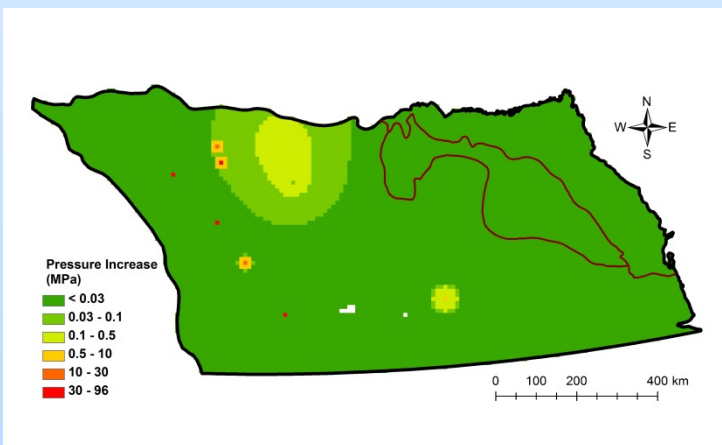 N
W E
S
Pressure Increase
(MPa)
< 0.03
0.03 - 0.1
0.1 - 0.5
0.5 - 10
10 - 30
30 - 96
0 100 200 400 km